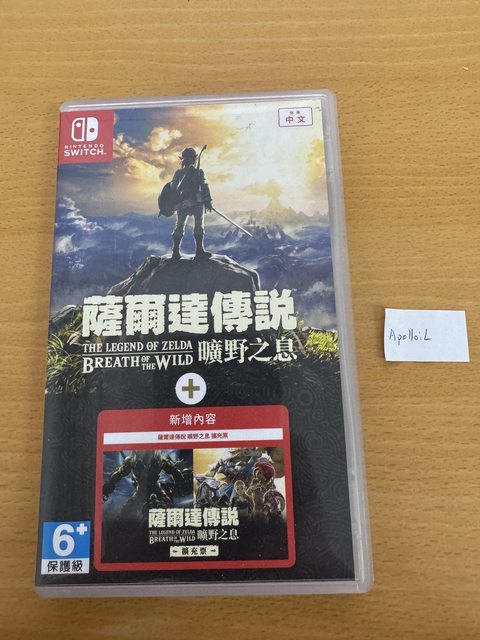 NINTENDO
SWITCH
對應
中文
薩爾達傳說
THE LEGEND OF ZELDA
BREATH OF THE WILD 曠野之息
+
新增內容
薩爾達傳說 曠野之息 擴充票
薩爾達傳說
THE LEGEND OF ZELDA
BREATH OF THE WILD 曠野之息
擴充票
6+
保護級
ApolloiL